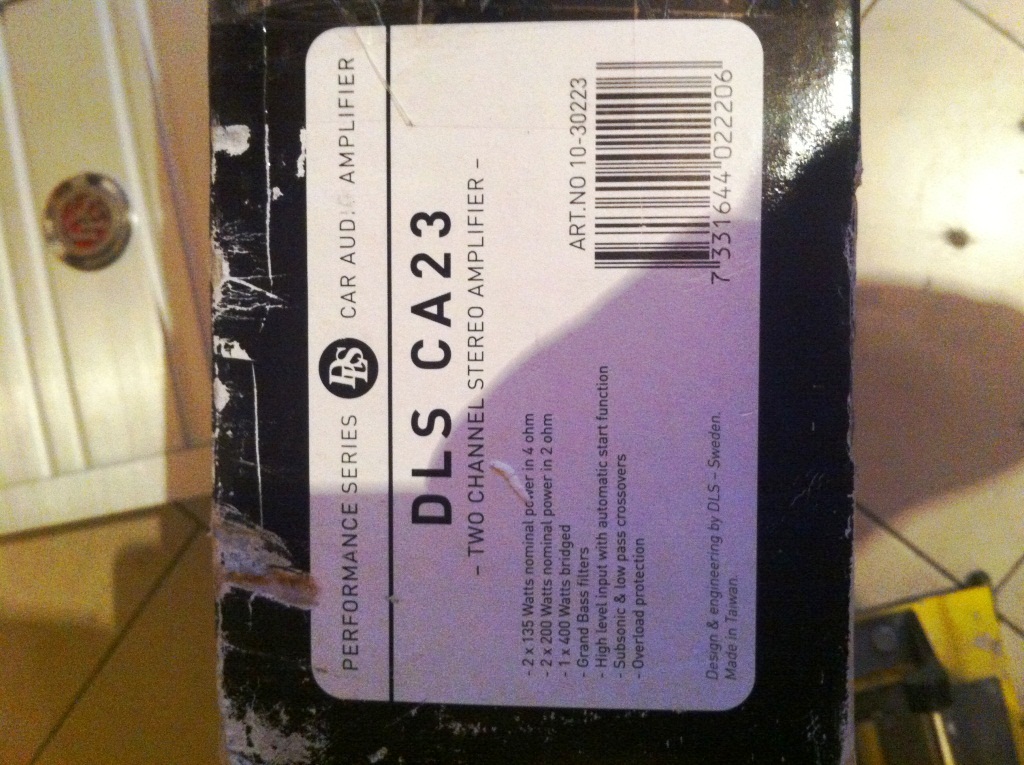 PERFORMANCE SERIES DLS CAR AUDIO AMPLIFIER
DLS CA23
- TWO CHANNEL STEREO AMPLIFIER -
- 2 x 135 Watts nominal power in 4 ohm
- 2 x 200 Watts nominal power in 2 ohm
- 1 x 400 Watts bridged
- Grand Bass filters
- High level input with automatic start function
- Subsonic & low pass crossovers
- Overload protection
ART.NO 10-30223
7 331644 022206
Design & engineering by DLS - Sweden.
Made in Taiwan.